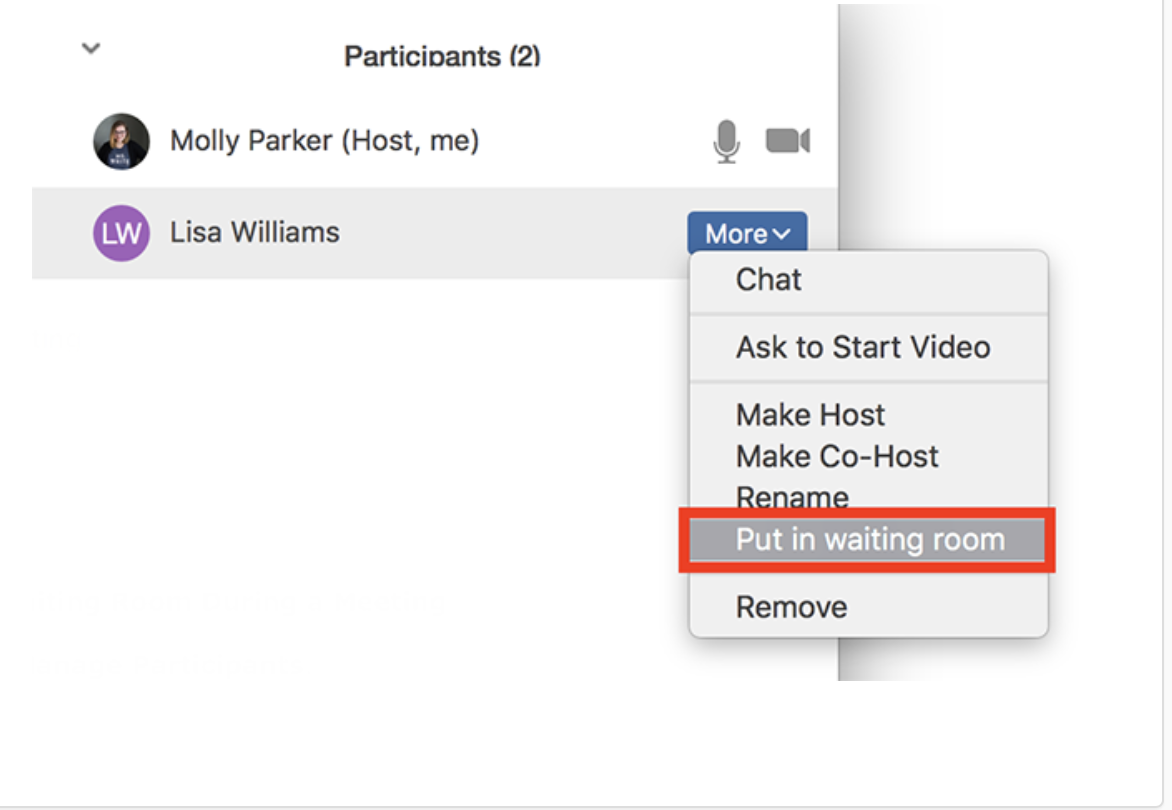 Participants (2)
Molly Parker (Host, me)
LW Lisa Williams More
Chat
Ask to Start Video
Make Host
Make Co-Host
Rename
Put in waiting room
Remove